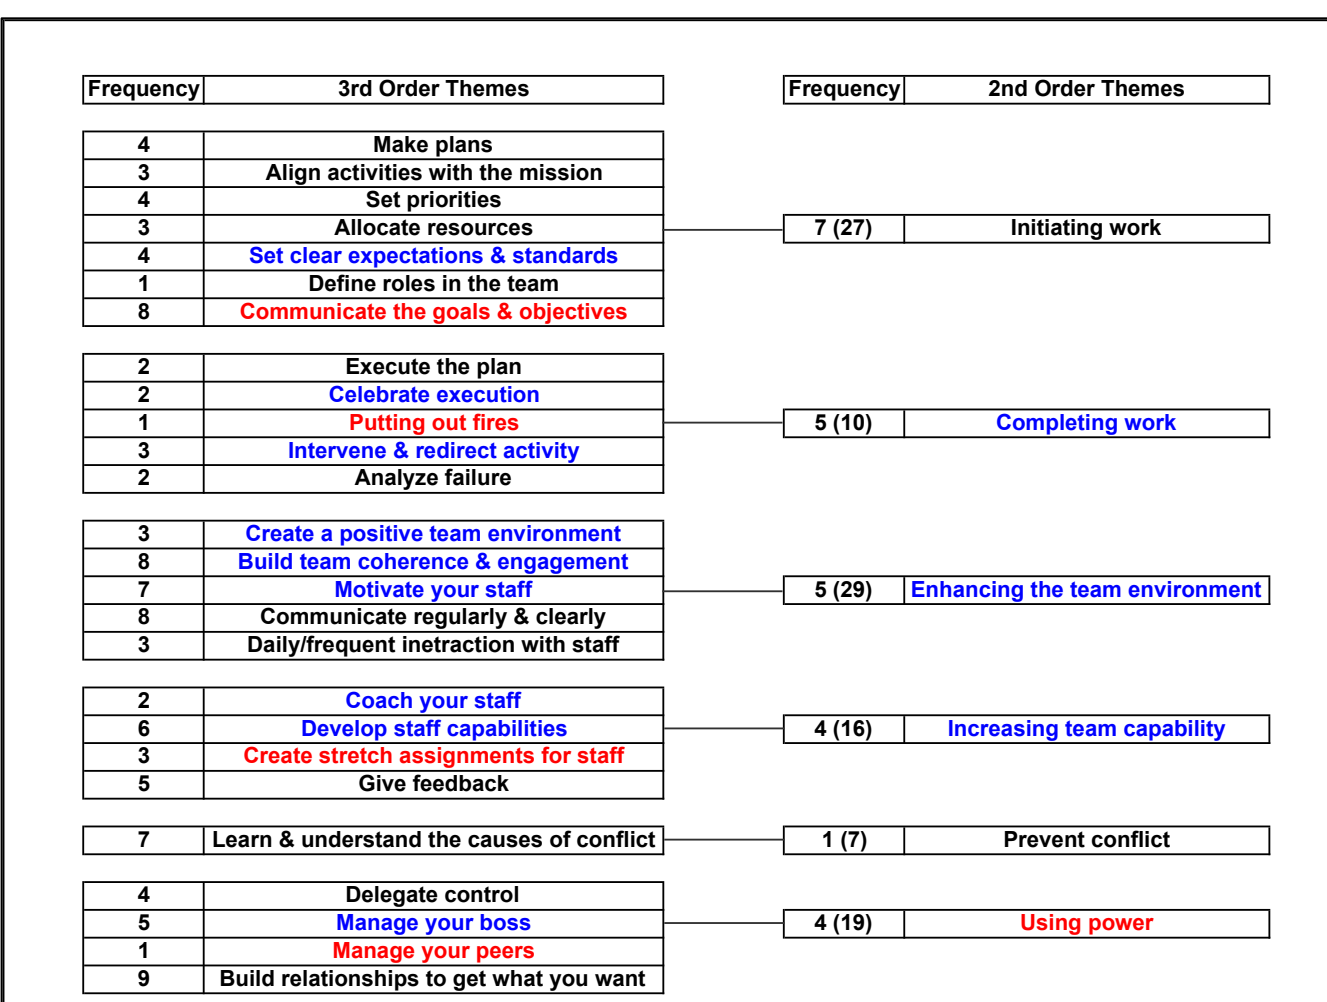 Frequency 3rd Order Themes Frequency 2nd Order Themes
4 Make plans
3 Align activities with the mission
4 Set priorities
3 Allocate resources 7 (27) Initiating work
4 Set clear expectations & standards
1 Define roles in the team
8 Communicate the goals & objectives
2 Execute the plan
2 Celebrate execution
1 Putting out fires 5 (10) Completing work
3 Intervene & redirect activity
2 Analyze failure
3 Create a positive team environment
8 Build team coherence & engagement
7 Motivate your staff 5 (29) Enhancing the team environment
8 Communicate regularly & clearly
3 Daily/frequent inetraction with staff
2 Coach your staff
6 Develop staff capabilities 4 (16) Increasing team capability
3 Create stretch assignments for staff
5 Give feedback
7 Learn & understand the causes of conflict 1 (7) Prevent conflict
4 Delegate control
5 Manage your boss 4 (19) Using power
1 Manage your peers
9 Build relationships to get what you want